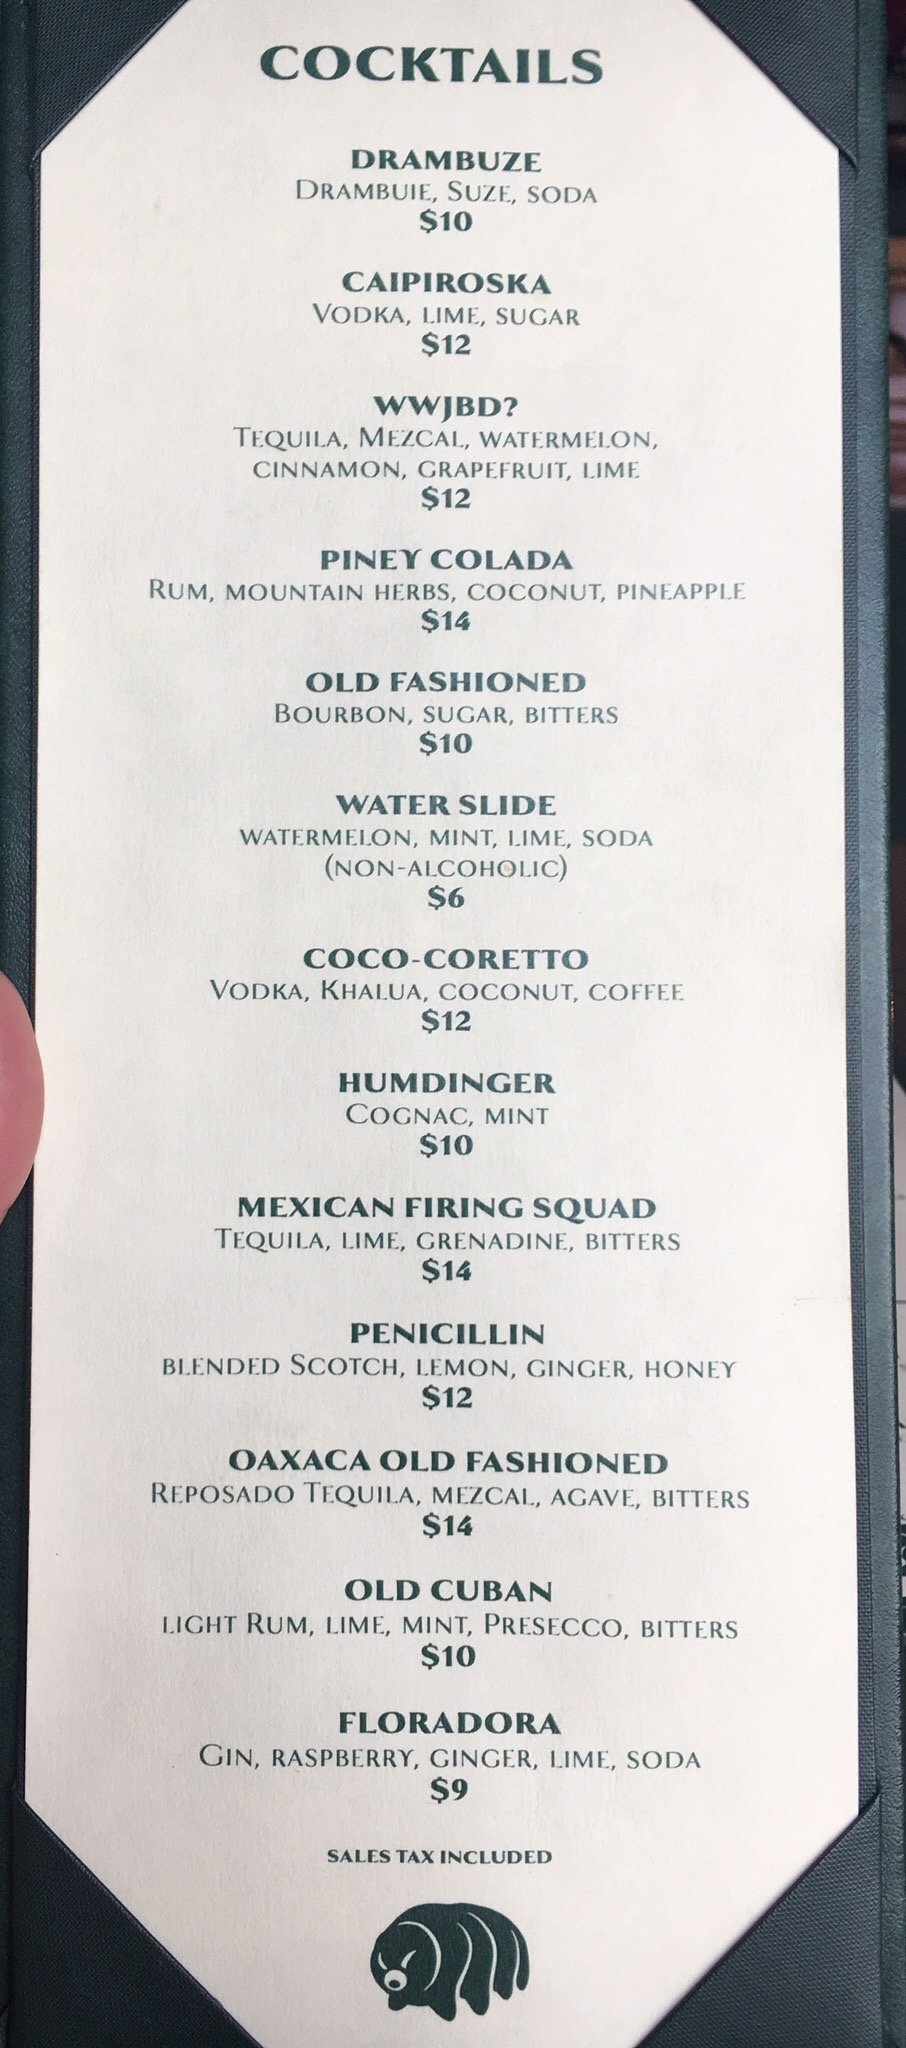 COCKTAILS
DRAMBUZE
DRAMBUIE, SUZE, SODA
$10
CAIPIROSKA
VODKA, LIME, SUGAR
$12
WWJBD?
TEQUILA, MEZCAL, WATERMELON,
CINNAMON, GRAPEFRUIT, LIME
$12
PINEY COLADA
RUM, MOUNTAIN HERBS, COCONUT, PINEAPPLE
$14
OLD FASHIONED
BOURBON, SUGAR, BITTERS
$10
WATER SLIDE
WATERMELON, MINT, LIME, SODA
(NON-ALCOHOLIC)
$6
COCO-CORETTO
VODKA, KHALUA, COCONUT, COFFEE
$12
HUMDINGER
COGNAC, MINT
$10
MEXICAN FIRING SQUAD
TEQUILA, LIME, GRENADINE, BITTERS
$14
PENICILLIN
BLENDED SCOTCH, LEMON, GINGER, HONEY
$12
OAXACA OLD FASHIONED
REPOSADO TEQUILA, MEZCAL, AGAVE, BITTERS
$14
OLD CUBAN
LIGHT RUM, LIME, MINT, PRESECCO, BITTERS
$10
FLORADORA
GIN, RASPBERRY, GINGER, LIME, SODA
$9
SALES TAX INCLUDED